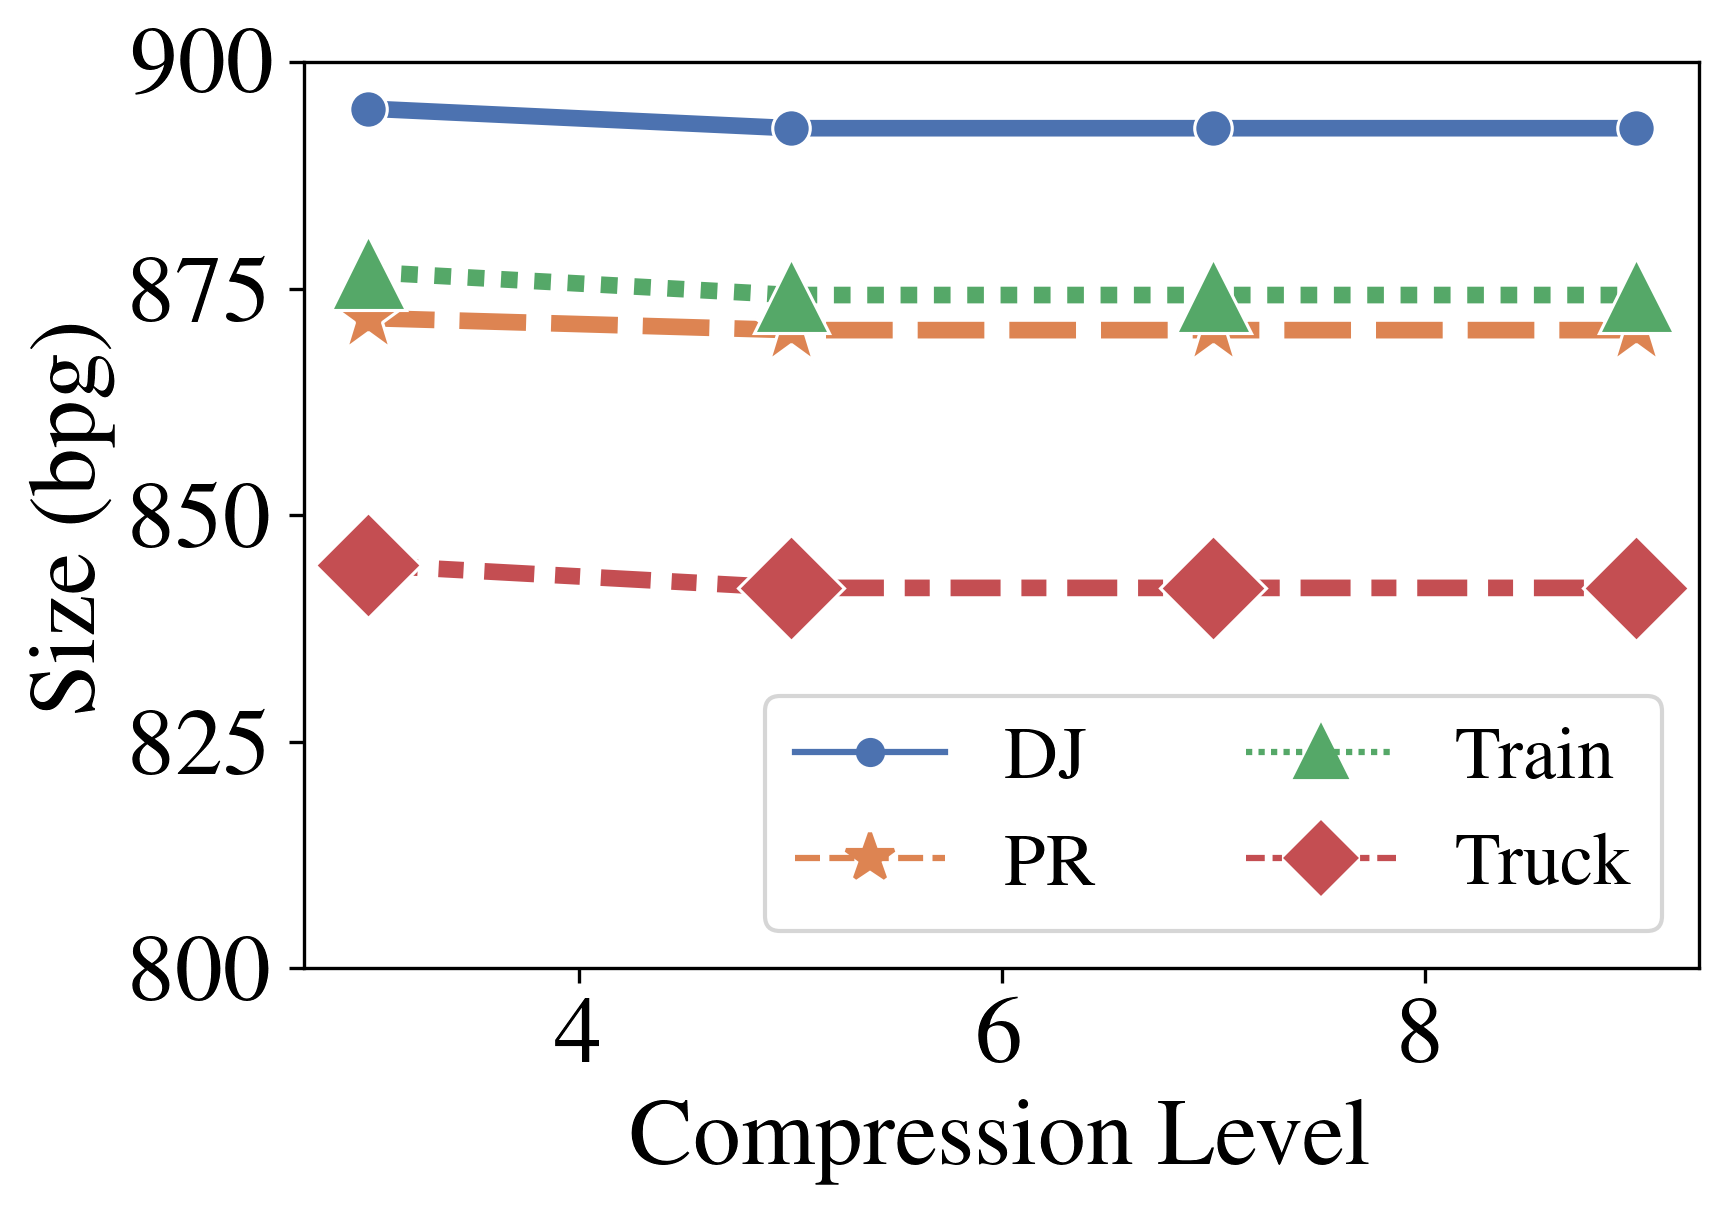 900
875
850
825
800
Size (bpg)
DJ
PR
Train
Truck
4 6 8
Compression Level